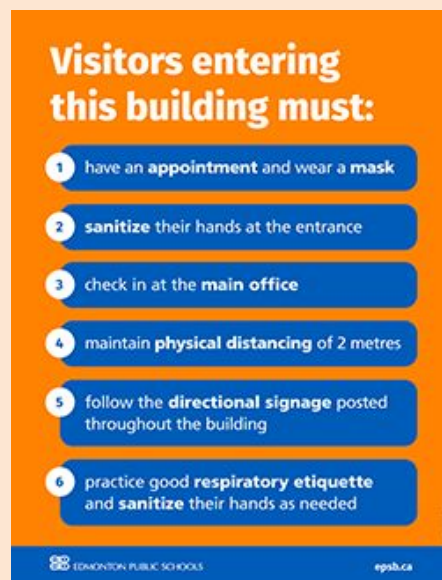 Visitors entering
this building must:
1 have an appointment and wear a mask
2 sanitize their hands at the entrance
3 check in at the main office
4 maintain physical distancing of 2 metres
5 follow the directional signage posted
throughout the building
6 practice good respiratory etiquette
and sanitize their hands as needed
EDMONTON PUBLIC SCHOOLS epsb.ca